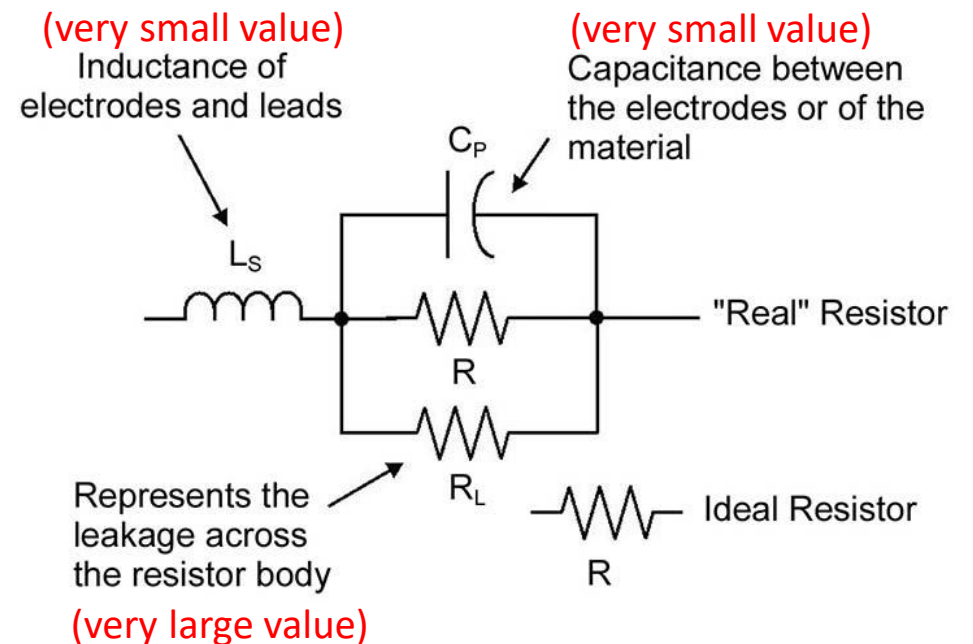 (very small value)
Inductance of
electrodes and leads
(very small value)
Capacitance between
the electrodes or of the
material
CP
LS
"Real" Resistor
R
RL
Represents the
leakage across
the resistor body
(very large value)
Ideal Resistor
R